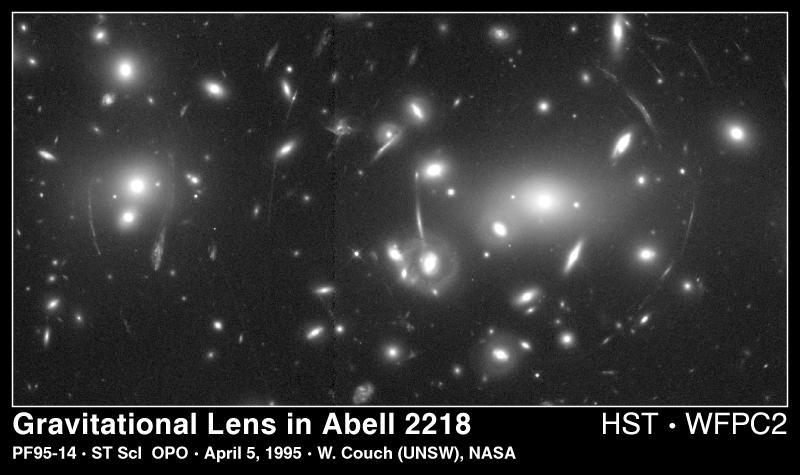 Gravitational Lens in Abell 2218 HST • WFPC2
PF95-14 • ST ScI OPO • April 5, 1995 • W. Couch (UNSW), NASA